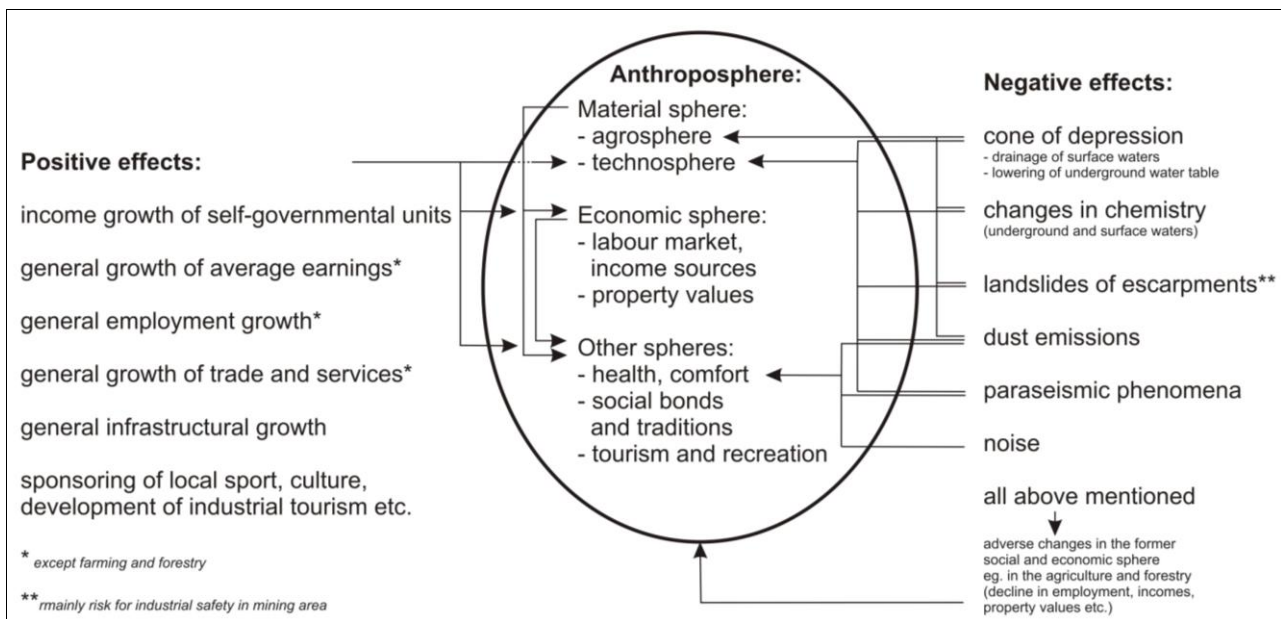 Positive effects:
income growth of self-governmental units
general growth of average earnings*
general employment growth*
general growth of trade and services*
general infrastructural growth
sponsoring of local sport, culture,
development of industrial tourism etc.
* except farming and forestry
**rmainly risk for industrial safety in mining area
Anthroposphere:
Material sphere:
- agrosphere
- technosphere
Economic sphere:
- labour market,
income sources
- property values
Other spheres:
- health, comfort
- social bonds
and traditions
- tourism and recreation
Negative effects:
cone of depression
- drainage of surface waters
- lowering of underground water table
changes in chemistry
(underground and surface waters)
landslides of escarpments**
dust emissions
paraseismic phenomena
noise
all above mentioned
adverse changes in the former
social and economic sphere
eg. in the agriculture and forestry
(decline in employment, incomes,
property values etc.)